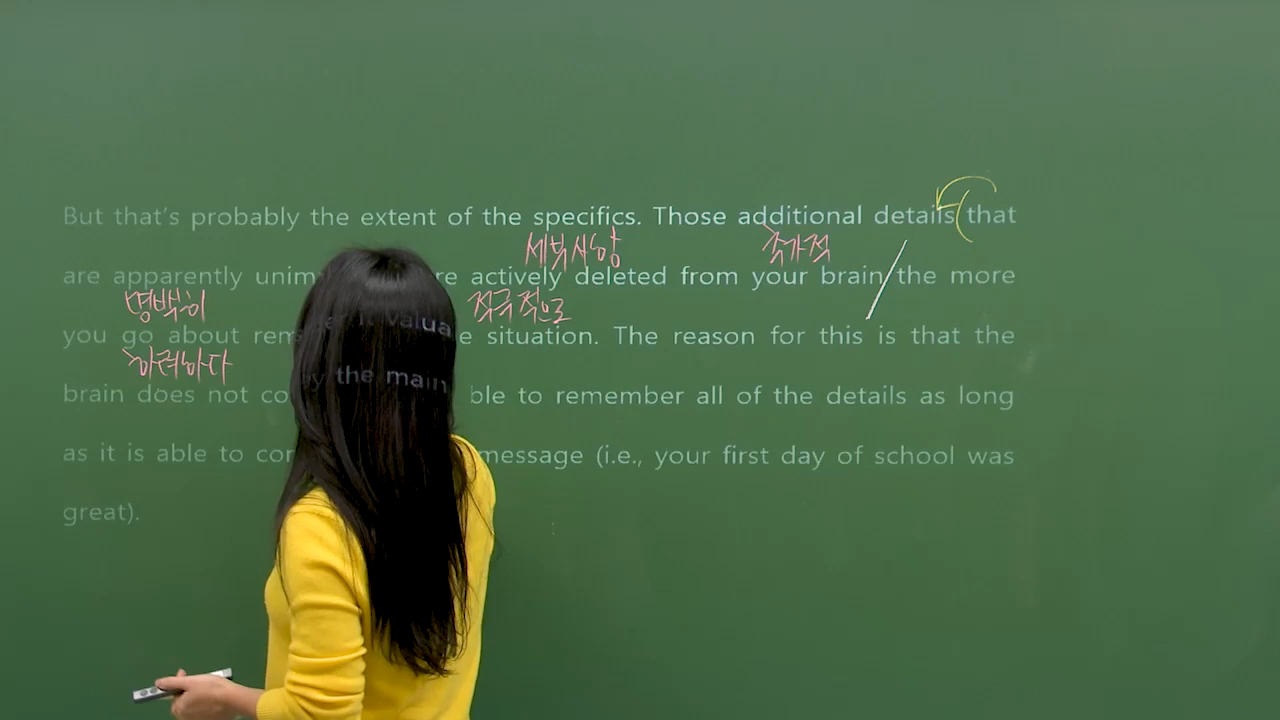 But that's probably the extent of the specifics. Those additional details (that
세부사항 추가적
are apparently unim re actively deleted from your brain / the more
명백히 적극적으로
you go about rem valua e situation. The reason for this is that the
하려하다
brain does not co by the main ble to remember all of the details as long
as it is able to con message (i.e., your first day of school was
great).